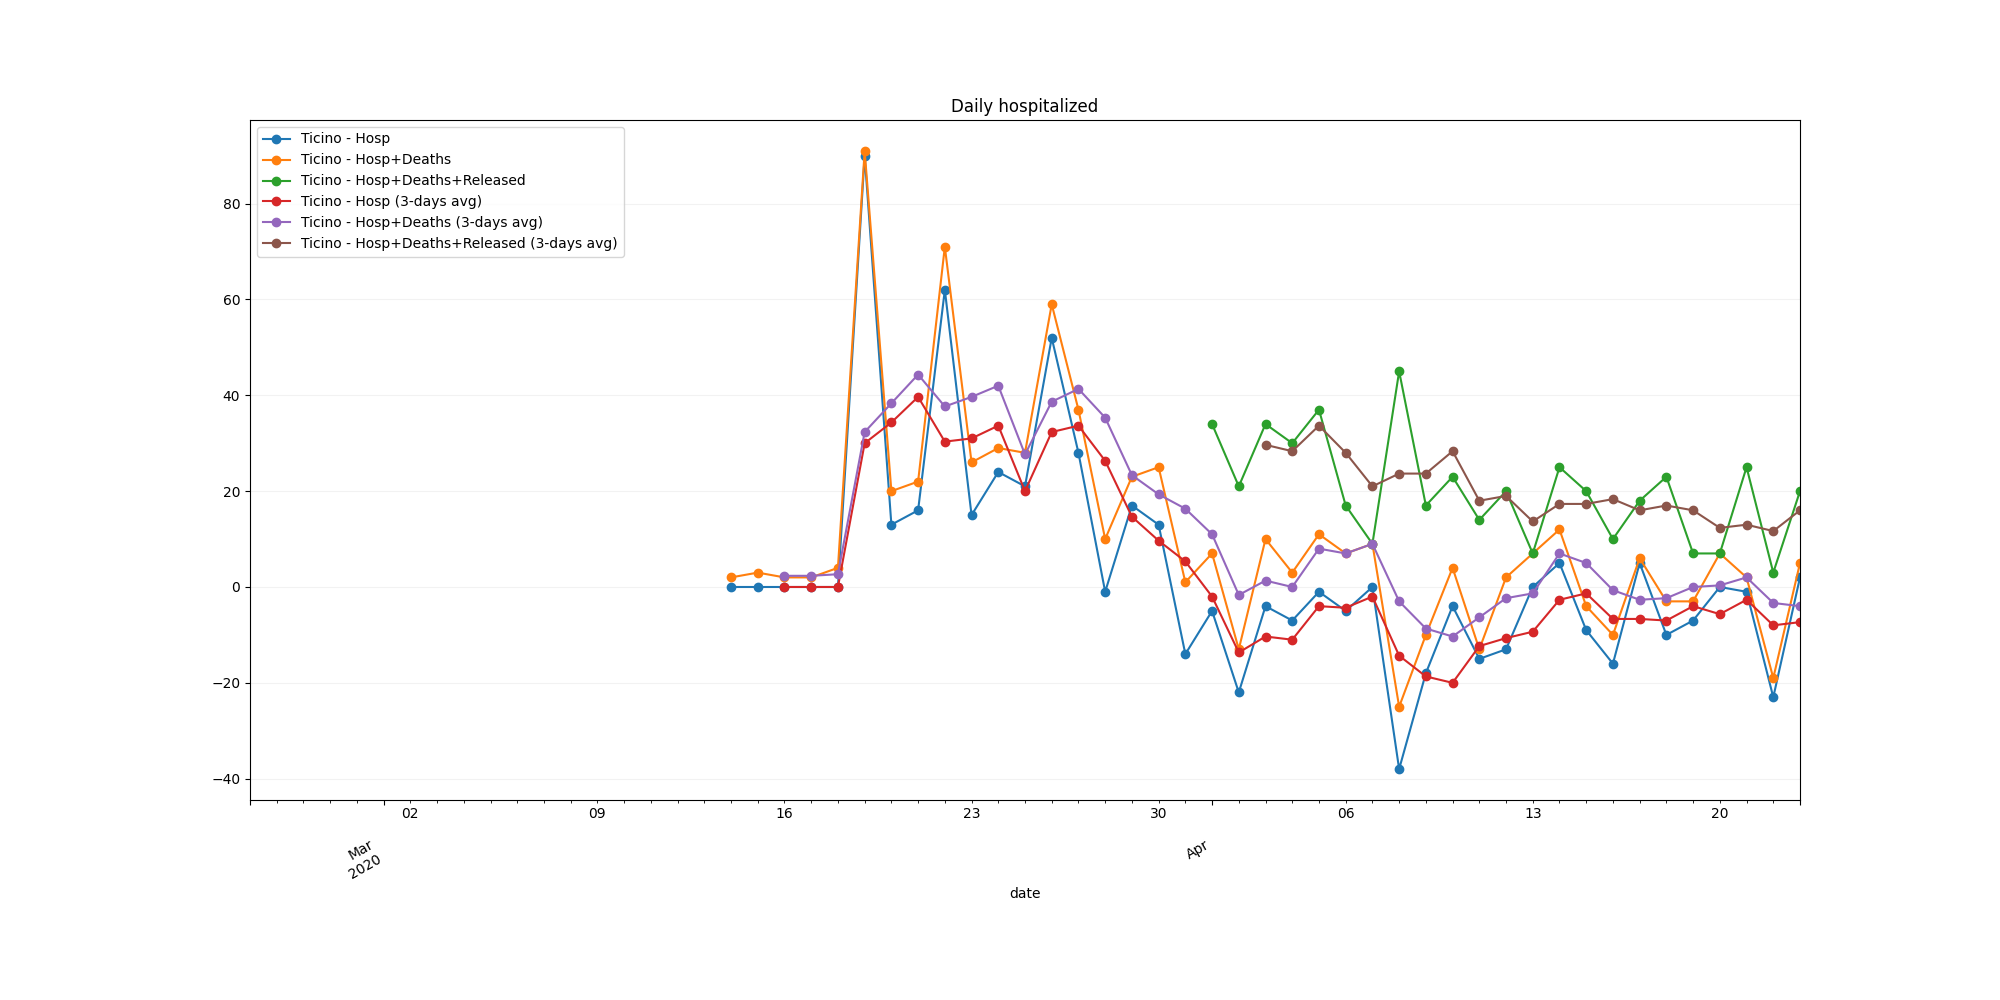 Daily hospitalized
Ticino - Hosp
Ticino - Hosp+Deaths
Ticino - Hosp+Deaths+Released
Ticino - Hosp (3-days avg)
Ticino - Hosp+Deaths (3-days avg)
Ticino - Hosp+Deaths+Released (3-days avg)
80
60
40
20
0
−20
−40
02 09 16 23 30 06 13 20
Mar
2020
Apr
date